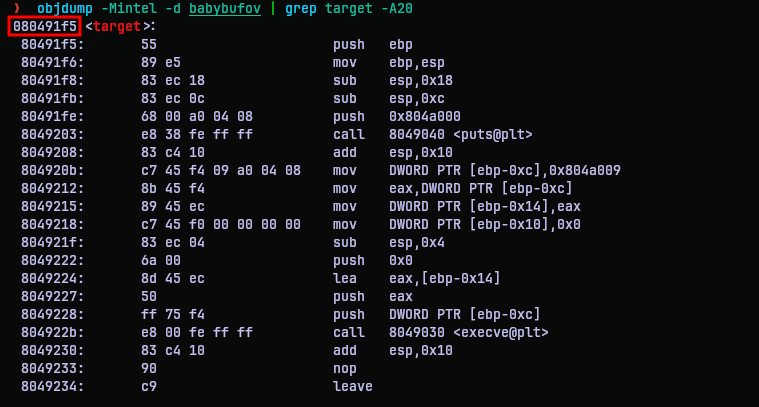 ❯ objdump -Mintel -d babybufov | grep target -A20
080491f5 <target>:
80491f5: 55 push ebp
80491f6: 89 e5 mov ebp,esp
80491f8: 83 ec 18 sub esp,0x18
80491fb: 83 ec 0c sub esp,0xc
80491fe: 68 00 a0 04 08 push 0x804a000
8049203: e8 38 fe ff ff call 8049040 <puts@plt>
8049208: 83 c4 10 add esp,0x10
804920b: c7 45 f4 09 a0 04 08 mov DWORD PTR [ebp-0xc],0x804a009
8049212: 8b 45 f4 mov eax,DWORD PTR [ebp-0xc]
8049215: 89 45 ec mov DWORD PTR [ebp-0x14],eax
8049218: c7 45 f0 00 00 00 00 mov DWORD PTR [ebp-0x10],0x0
804921f: 83 ec 04 sub esp,0x4
8049222: 6a 00 push 0x0
8049224: 8d 45 ec lea eax,[ebp-0x14]
8049227: 50 push eax
8049228: ff 75 f4 push DWORD PTR [ebp-0xc]
804922b: e8 00 fe ff ff call 8049030 <execve@plt>
8049230: 83 c4 10 add esp,0x10
8049233: 90 nop
8049234: c9 leave